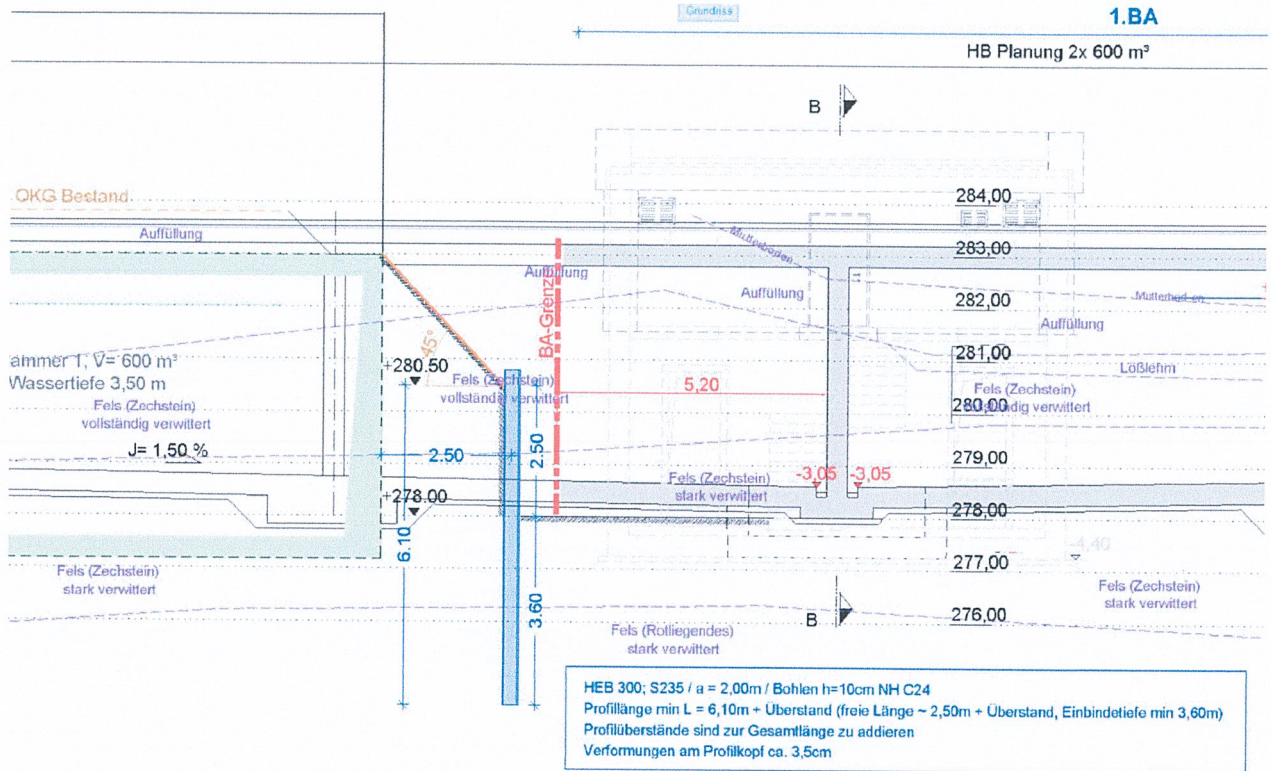 Grundriss
1.BA
HB Planung 2x 600 m³
B
OKG Bestand
284,00
Auffüllung
Mutterboden
283,00
Auffüllung
BA-Grenze
Auffüllung
282,00
Auffüllung
45°
ammer 1, V= 600 m³
Wassertiefe 3,50 m
+280.50
281,00
Lößlehm
Fels (Zechstein)
vollständig verwittert
5,20
Fels (Zechstein)
vollständig verwittert
280,00
Fels (Zechstein)
vollständig verwittert
J= 1,50 %
2.50
2.50
279,00
Fels (Zechstein)
stark verwittert
-3,05
-3,05
+278.00
278,00
6.10
-4,40
277,00
Fels (Zechstein)
stark verwittert
Fels (Zechstein)
stark verwittert
3.60
276,00
B
Fels (Rotliegendes)
stark verwittert
HEB 300; S235 / a = 2,00m / Bohlen h=10cm NH C24
Profillänge min L = 6,10m + Überstand (freie Länge ~ 2,50m + Überstand, Einbindetiefe min 3,60m)
Profilüberstände sind zur Gesamtlänge zu addieren
Verformungen am Profilkopf ca. 3,5cm